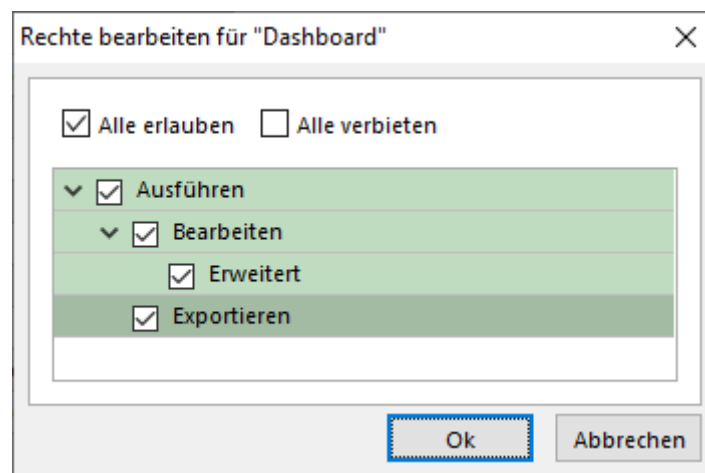 Rechte bearbeiten für "Dashboard"
Alle erlauben Alle verbieten
Ausführen
Bearbeiten
Erweitert
Exportieren
Ok Abbrechen